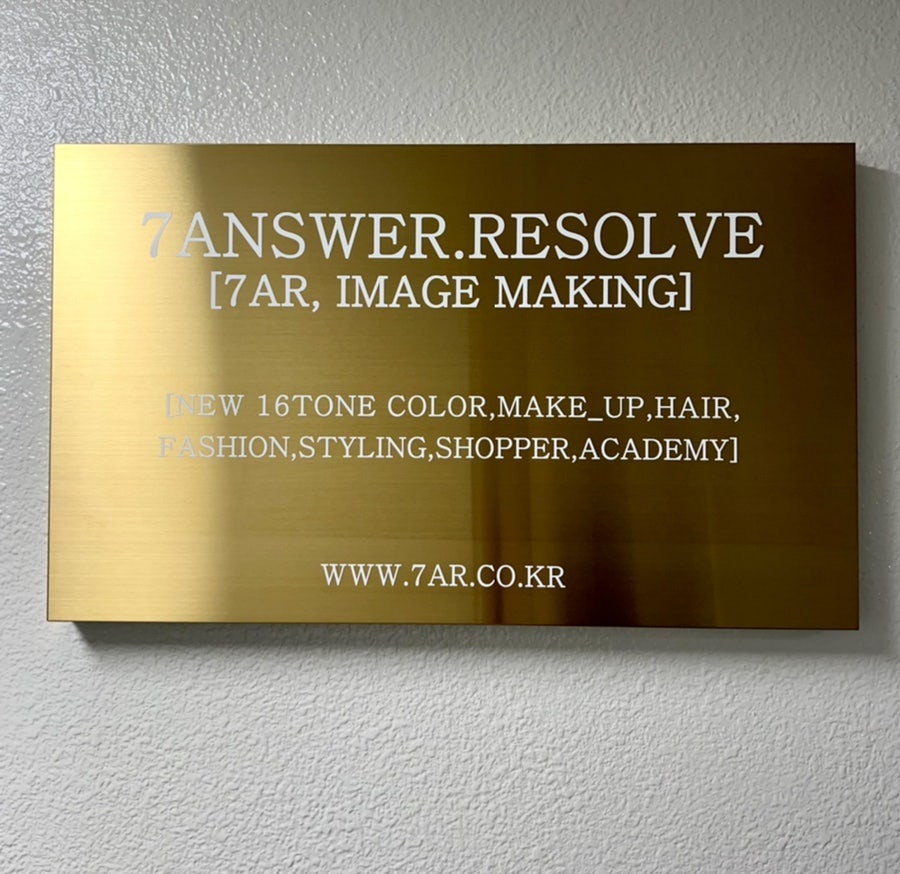 7ANSWER.RESOLVE
[7AR, IMAGE MAKING]
[NEW 16TONE COLOR,MAKE_UP,HAIR,
FASHION,STYLING,SHOPPER,ACADEMY]
WWW.7AR.CO.KR